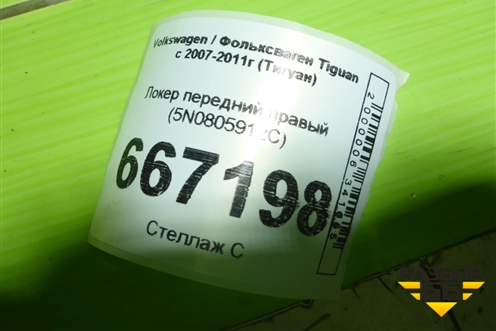 Volkswagen / Фольксваген Tiguan
с 2007-2011г (Тигуан)
Локер передний правый
(5N0805912C)
667198
Стеллаж С